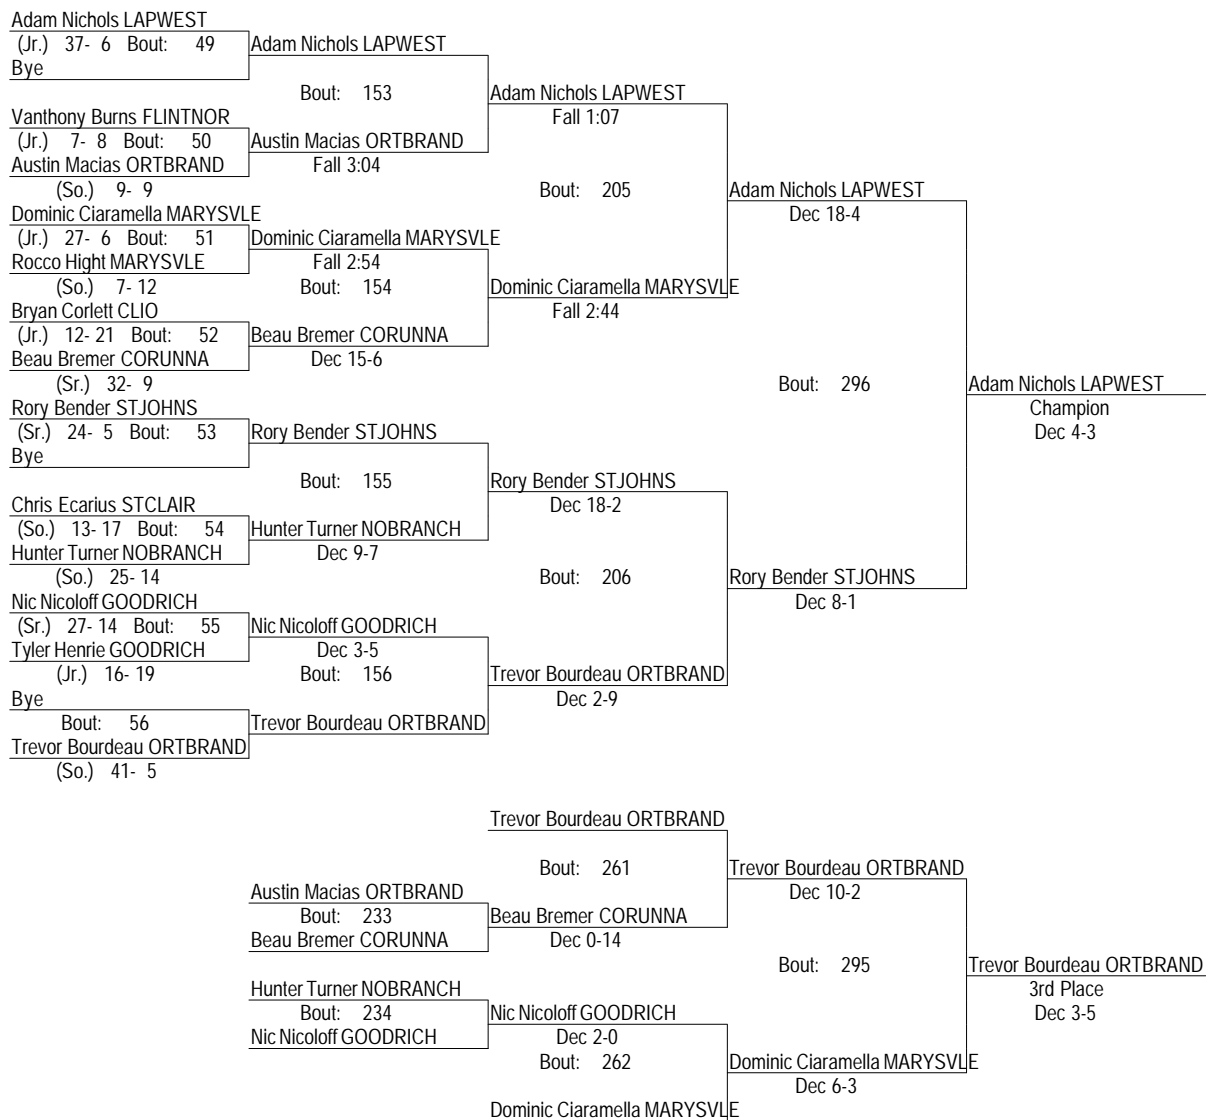 Adam Nichols LAPWEST
(Jr.) 37- 6 Bout: 49 Adam Nichols LAPWEST
Bye
Bout: 153 Adam Nichols LAPWEST
Vanthony Burns FLINTNOR Fall 1:07
(Jr.) 7- 8 Bout: 50 Austin Macias ORTBRAND
Austin Macias ORTBRAND Fall 3:04
(So.) 9- 9 Bout: 205 Adam Nichols LAPWEST
Dominic Ciaramella MARYSVLE Dec 18-4
(Jr.) 27- 6 Bout: 51 Dominic Ciaramella MARYSVLE
Rocco Hight MARYSVLE Fall 2:54
(So.) 7- 12 Bout: 154 Dominic Ciaramella MARYSVLE
Bryan Corlett CLIO Fall 2:44
(Jr.) 12- 21 Bout: 52 Beau Bremer CORUNNA
Beau Bremer CORUNNA Dec 15-6
(Sr.) 32- 9 Bout: 296 Adam Nichols LAPWEST
Rory Bender STJOHNS Champion
(Sr.) 24- 5 Bout: 53 Rory Bender STJOHNS Dec 4-3
Bye
Bout: 155 Rory Bender STJOHNS
Chris Ecarius STCLAIR Dec 18-2
(So.) 13- 17 Bout: 54 Hunter Turner NOBRANCH
Hunter Turner NOBRANCH Dec 9-7
(So.) 25- 14 Bout: 206 Rory Bender STJOHNS
Nic Nicoloff GOODRICH Dec 8-1
(Sr.) 27- 14 Bout: 55 Nic Nicoloff GOODRICH
Tyler Henrie GOODRICH Dec 3-5
(Jr.) 16- 19 Bout: 156 Trevor Bourdeau ORTBRAND
Bye Dec 2-9
Bout: 56 Trevor Bourdeau ORTBRAND
Trevor Bourdeau ORTBRAND
(So.) 41- 5
Trevor Bourdeau ORTBRAND
Bout: 261 Trevor Bourdeau ORTBRAND
Austin Macias ORTBRAND Dec 10-2
Bout: 233 Beau Bremer CORUNNA
Beau Bremer CORUNNA Dec 0-14
Bout: 295 Trevor Bourdeau ORTBRAND
Hunter Turner NOBRANCH 3rd Place
Bout: 234 Nic Nicoloff GOODRICH Dec 3-5
Nic Nicoloff GOODRICH Dec 2-0
Bout: 262 Dominic Ciaramella MARYSVLE
Dec 6-3
Dominic Ciaramella MARYSVLE